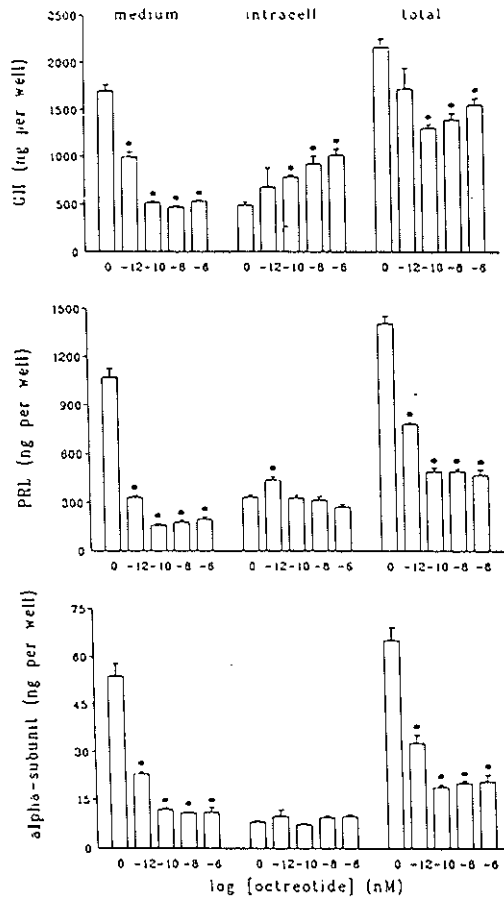 medium intracell total
GH (ng per well)
2500
2000
1500
1000
500
0
0 -12-10 -8 -6 0 -12-10 -8 -6 0 -12-10 -8 -6
PRL (ng per well)
1500
1200
900
600
300
0
0 -12-10 -8 -6 0 -12-10 -8 -6 0 -12-10 -8 -6
alpha-subunit (ng per well)
75
60
45
30
15
0
0 -12-10 -8 -6 0 -12-10 -8 -6 0 -12-10 -8 -6
log [octreotide] (nM)